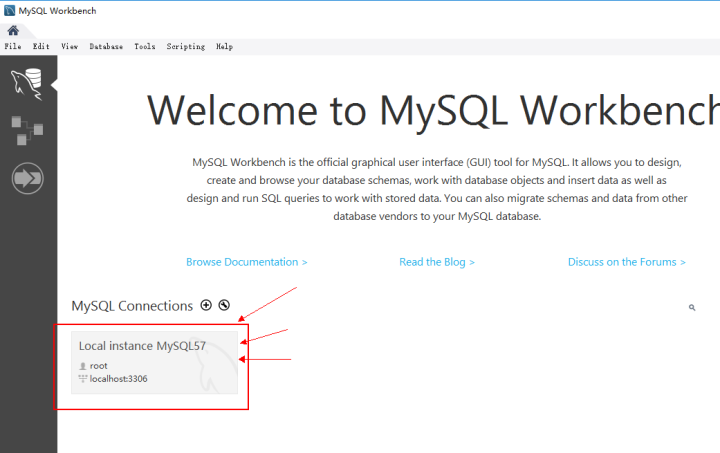 MySQL Workbench
File Edit View Database Tools Scripting Help
Welcome to MySQL Workbench
MySQL Workbench is the official graphical user interface (GUI) tool for MySQL. It allows you to design,
create and browse your database schemas, work with database objects and insert data as well as
design and run SQL queries to work with stored data. You can also migrate schemas and data from other
database vendors to your MySQL database.
Browse Documentation > Read the Blog > Discuss on the Forums >
MySQL Connections
Local instance MySQL57
root
localhost:3306